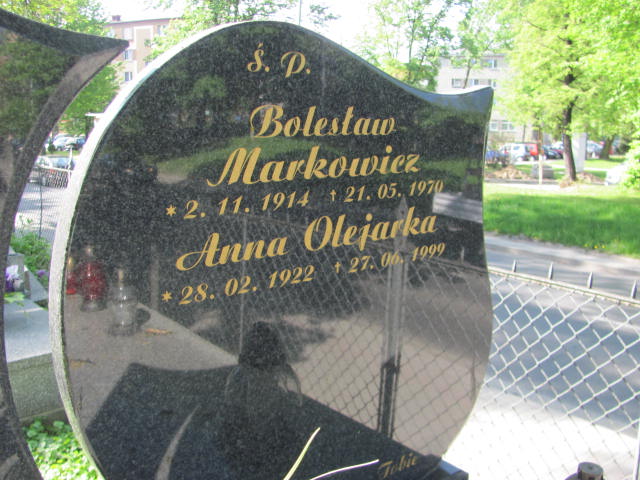 Ś. P.
Bolesław
Markowicz
* 2. 11. 1914 † 21. 05. 1970
Anna Olejarka
* 28. 02. 1922 † 27. 06. 1999
Tobie